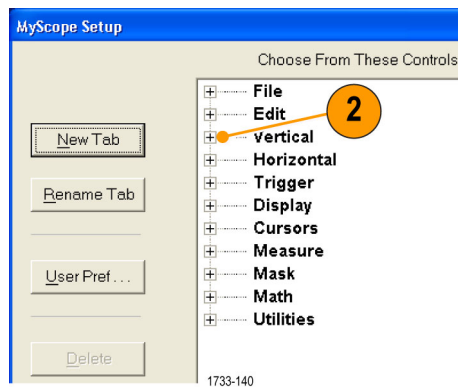 MyScope Setup
Choose From These Controls
File
Edit
2
Vertical
Horizontal
Trigger
Display
Cursors
Measure
Mask
Math
Utilities
New Tab
Rename Tab
User Pref . . .
Delete
1733-140